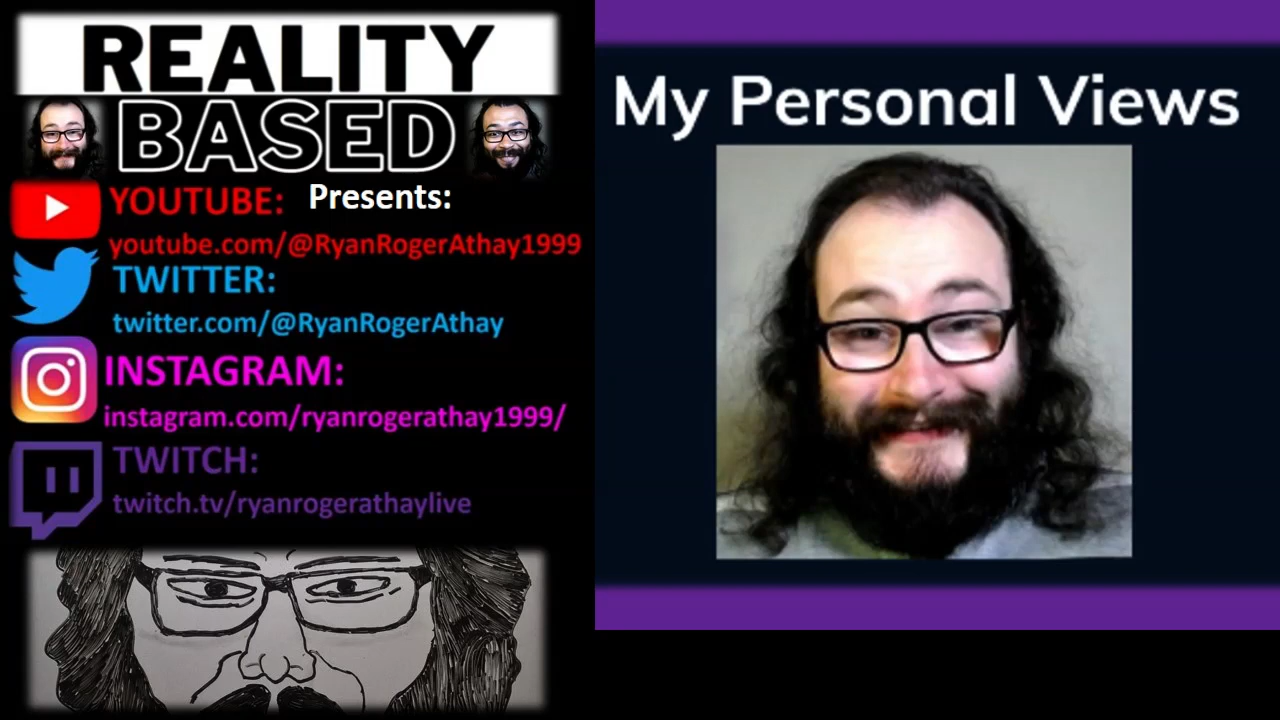 REALITY
BASED
YOUTUBE: Presents:
youtube.com/@RyanRogerAthay1999
TWITTER:
twitter.com/@RyanRogerAthay
INSTAGRAM:
instagram.com/ryanrogerathay1999/
TWITCH:
twitch.tv/ryanrogerathaylive
My Personal Views